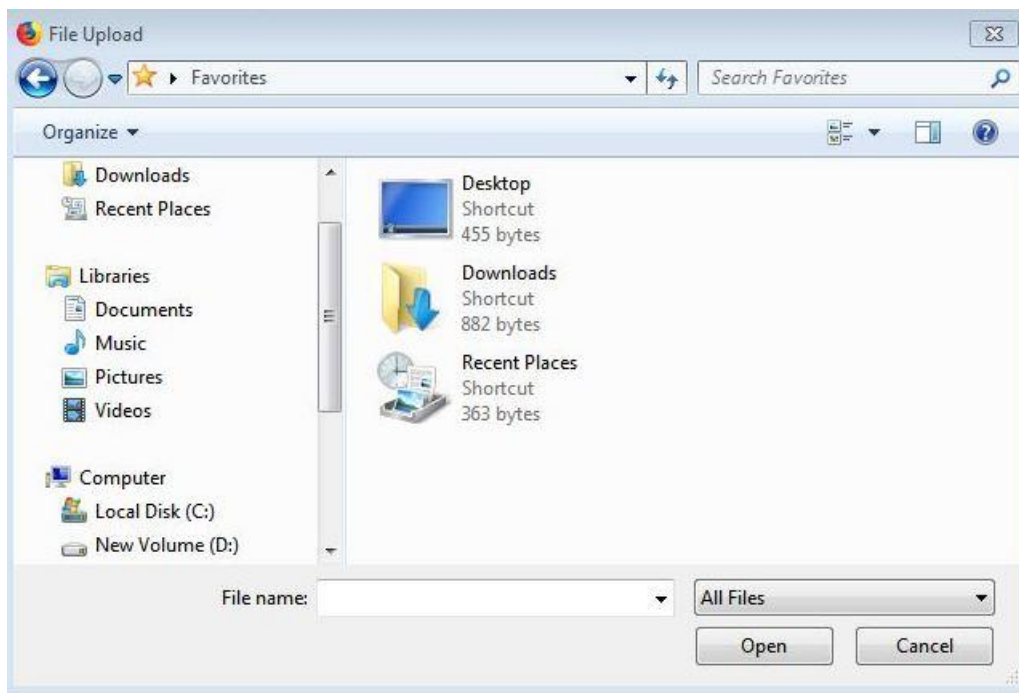 File Upload
Favorites
Search Favorites
Organize
Downloads
Recent Places
Libraries
Documents
Music
Pictures
Videos
Computer
Local Disk (C:)
New Volume (D:)
Desktop
Shortcut
455 bytes
Downloads
Shortcut
882 bytes
Recent Places
Shortcut
363 bytes
File name:
All Files
Open
Cancel